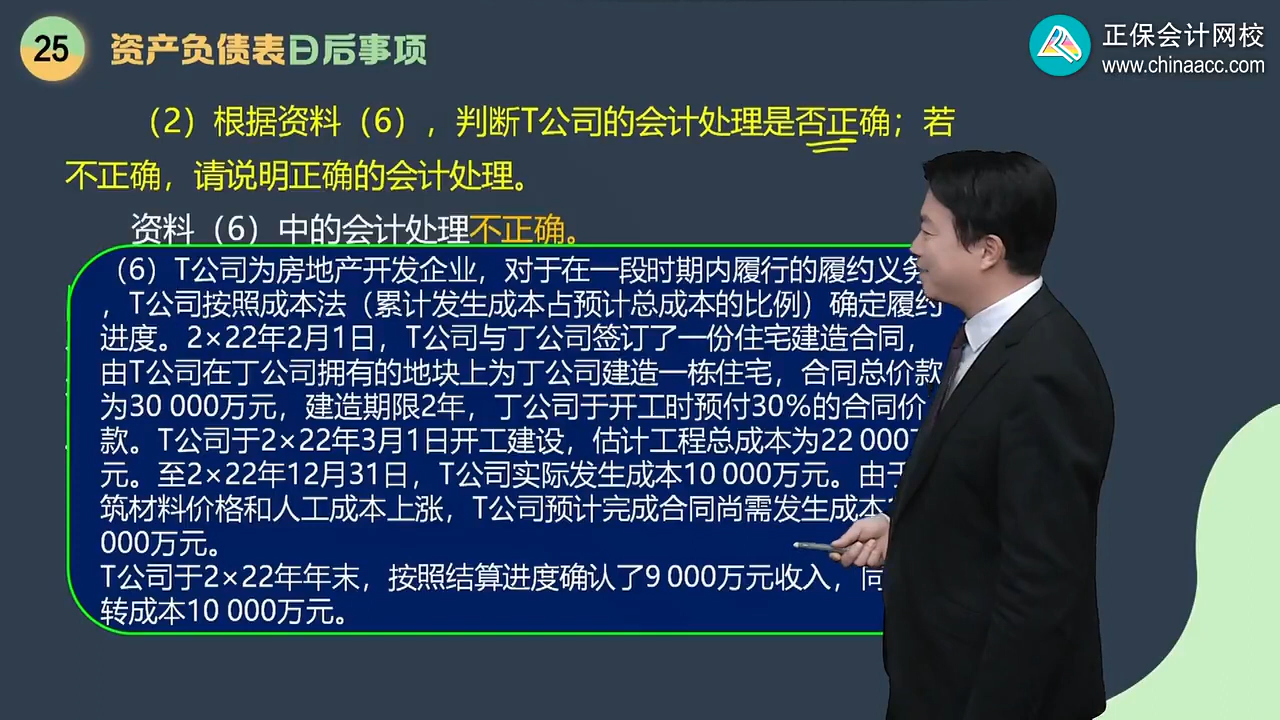 25 资产负债表日后事项
正保会计网校
www.chinaacc.com
（2）根据资料（6），判断T公司的会计处理是否正确；若
不正确，请说明正确的会计处理。
资料（6）中的会计处理不正确。
（6）T公司为房地产开发企业，对于在一段时期内履行的履约义务
，T公司按照成本法（累计发生成本占预计总成本的比例）确定履约
进度。2×22年2月1日，T公司与丁公司签订了一份住宅建造合同，
由T公司在丁公司拥有的地块上为丁公司建造一栋住宅，合同总价款
为30 000万元，建造期限2年，丁公司于开工时预付30%的合同价
款。T公司于2×22年3月1日开工建设，估计工程总成本为22 000
元。至2×22年12月31日，T公司实际发生成本10 000万元。由于
筑材料价格和人工成本上涨，T公司预计完成合同尚需发生成本
000万元。
T公司于2×22年年末，按照结算进度确认了9 000万元收入，同
转成本10 000万元。